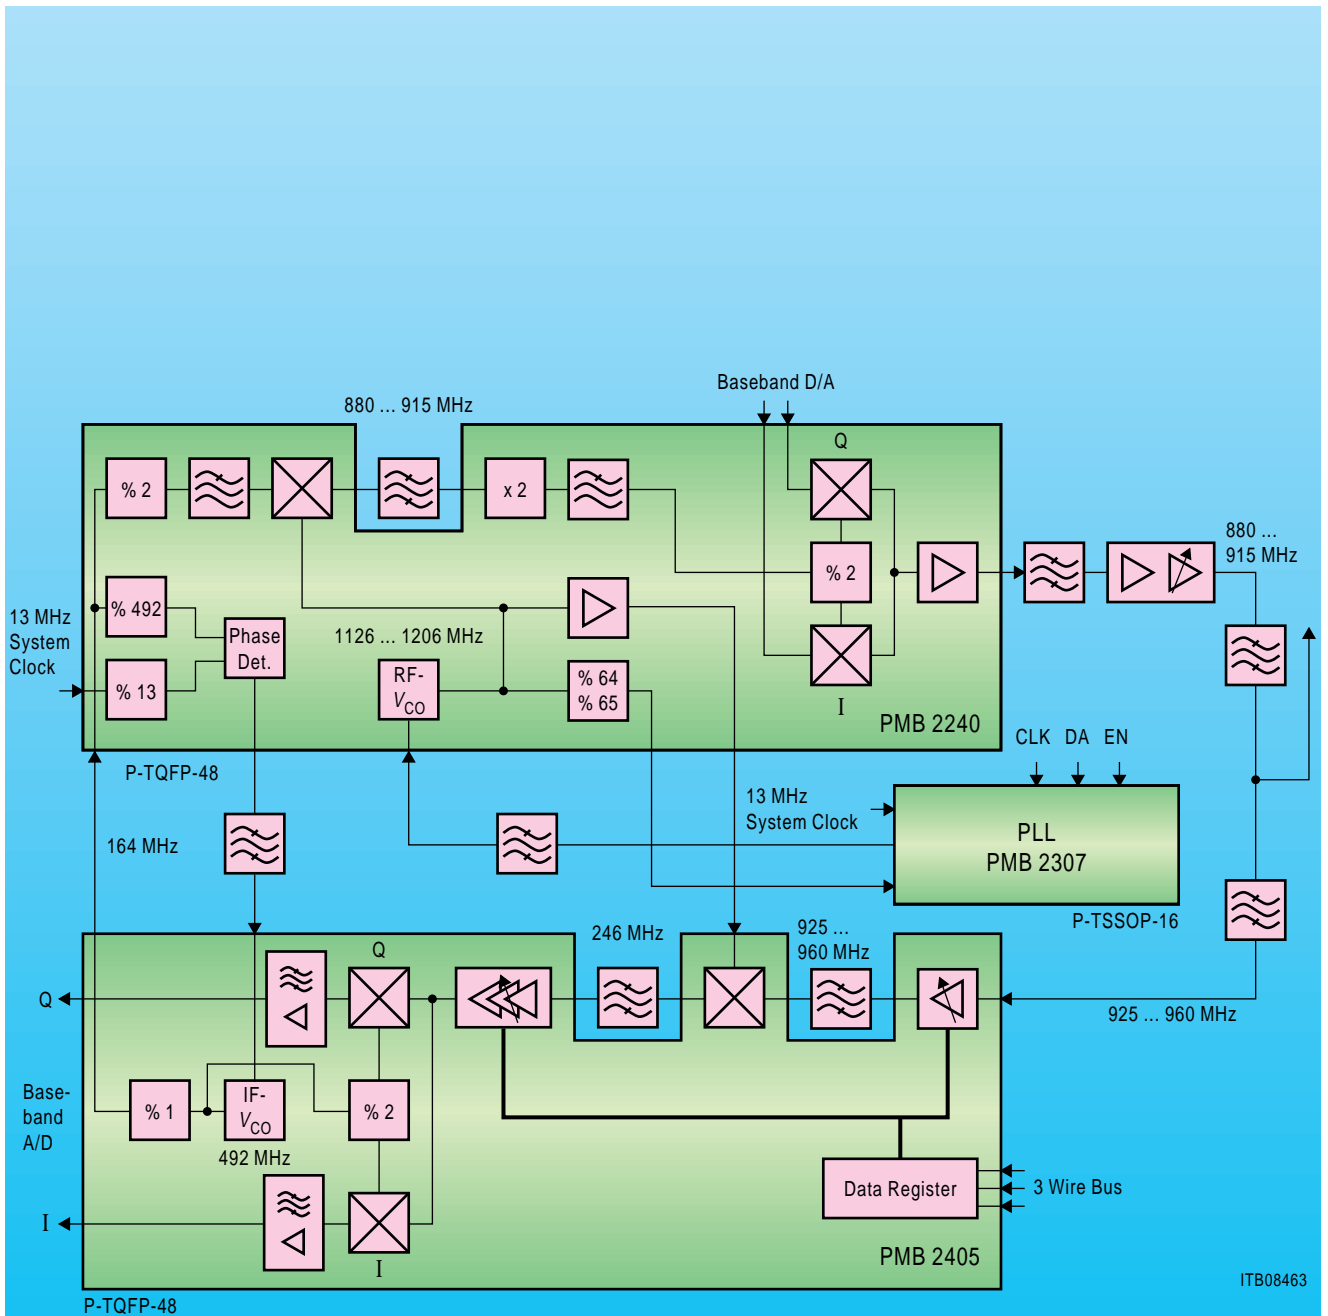 Baseband D/A
880 ... 915 MHz
Q
% 2
x 2
880 ...
915 MHz
% 2
% 492
13 MHz
System
Clock
Phase
Det.
1126 ... 1206 MHz
% 13
RF-
VCO
% 64
% 65
I
PMB 2240
P-TQFP-48
CLK DA EN
13 MHz
System Clock
PLL
PMB 2307
164 MHz
P-TSSOP-16
246 MHz
925 ...
960 MHz
Q
Q
925 ... 960 MHz
Base-
band
A/D
% 1
IF-
VCO
% 2
492 MHz
Data Register
3 Wire Bus
I
I
PMB 2405
ITB08463
P-TQFP-48